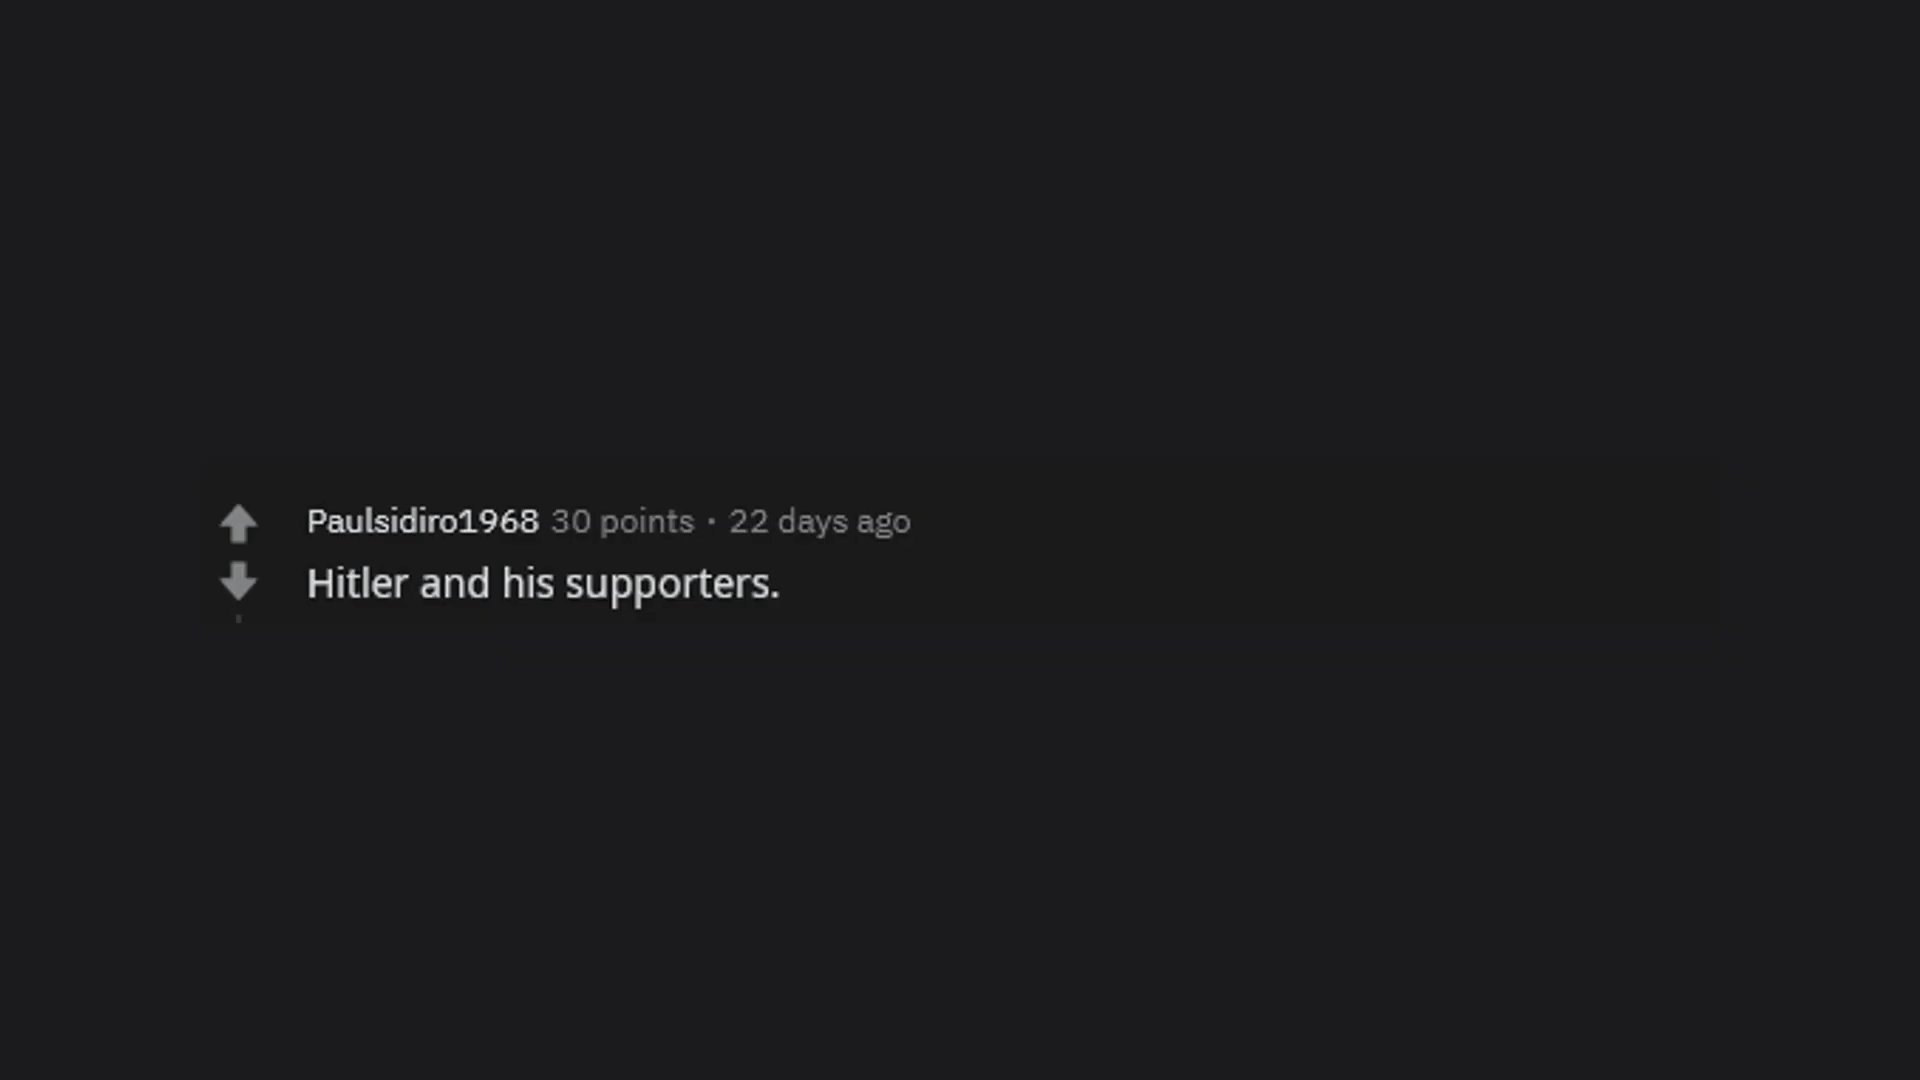 Paulsidiro1968 30 points · 22 days ago
Hitler and his supporters.